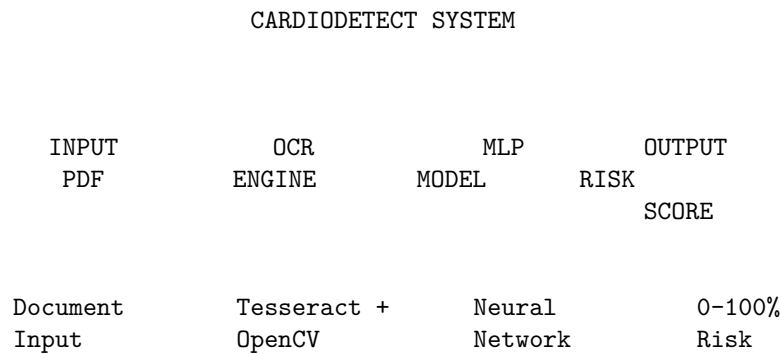 CARDIODETECT SYSTEM
INPUT OCR MLP OUTPUT
PDF ENGINE MODEL RISK
SCORE
Document Tesseract + Neural 0-100%
Input OpenCV Network Risk